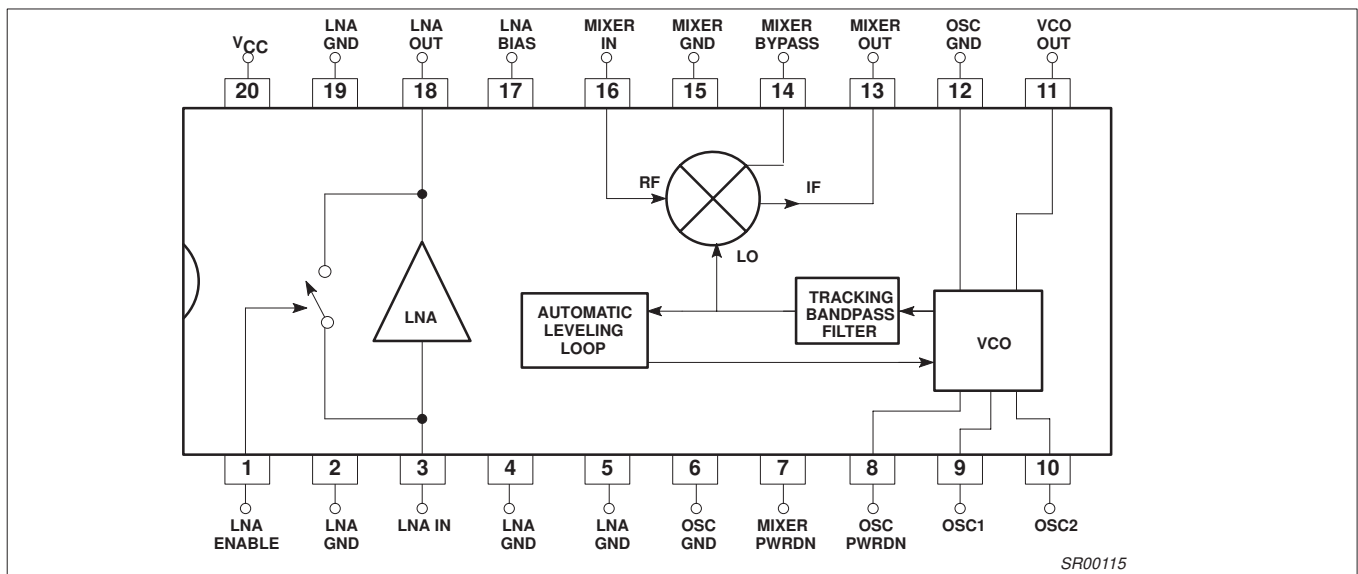 VCC
LNA
GND
LNA
OUT
LNA
BIAS
MIXER
IN
MIXER
GND
MIXER
BYPASS
MIXER
OUT
OSC
GND
VCO
OUT
20
19
18
17
16
15
14
13
12
11
RF
IF
LO
LNA
AUTOMATIC
LEVELING
LOOP
TRACKING
BANDPASS
FILTER
VCO
1
2
3
4
5
6
7
8
9
10
LNA
ENABLE
LNA
GND
LNA IN
LNA
GND
LNA
GND
OSC
GND
MIXER
PWRDN
OSC
PWRDN
OSC1
OSC2
SR00115